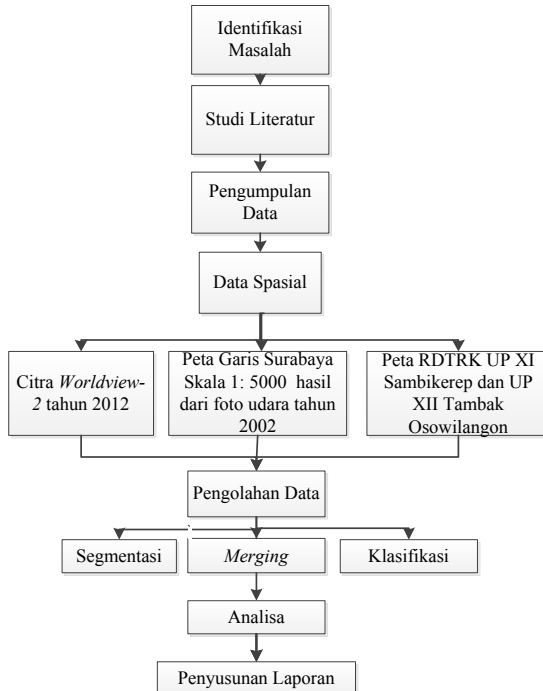 Identifikasi
Masalah
Studi Literatur
Pengumpulan
Data
Data Spasial
Citra Worldview-
2 tahun 2012
Peta Garis Surabaya
Skala 1: 5000 hasil
dari foto udara tahun
2002
Peta RDTRK UP XI
Sambikerep dan UP
XII Tambak
Osowilangon
Pengolahan Data
Segmentasi
Merging
Klasifikasi
Analisa
Penyusunan Laporan